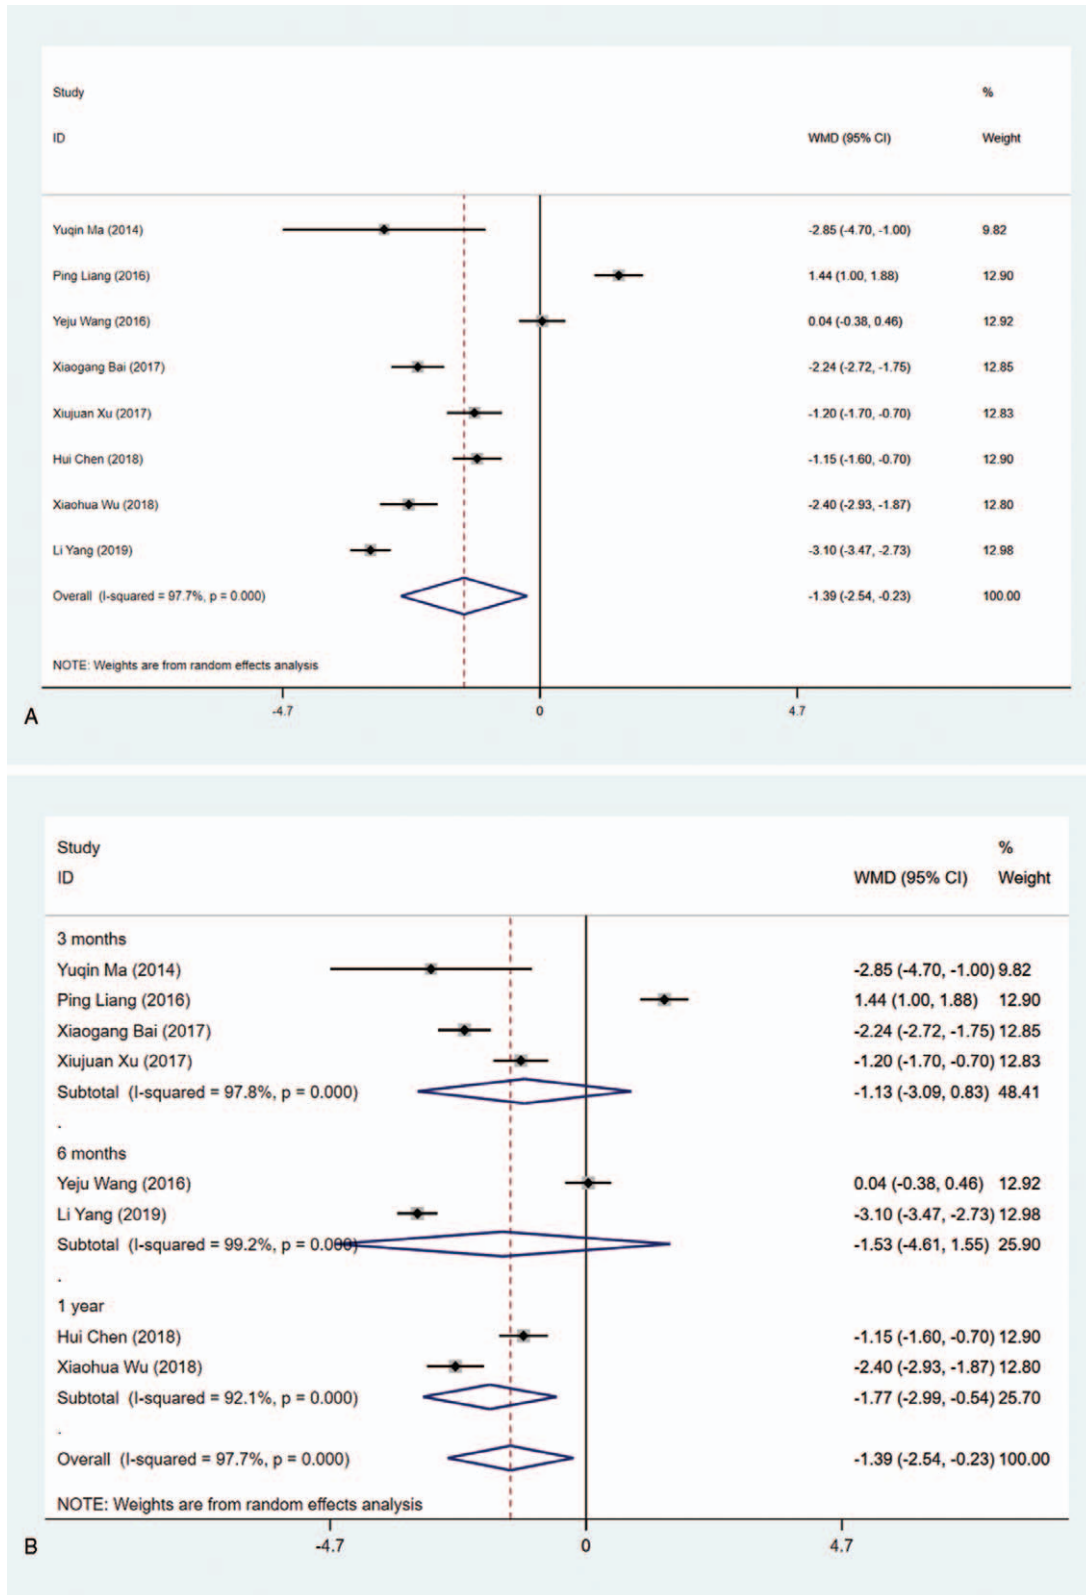 Study %
ID WMD (95% CI) Weight
Yuqin Ma (2014) -2.85 (-4.70, -1.00) 9.82
Ping Liang (2016) 1.44 (1.00, 1.88) 12.90
Yeju Wang (2016) 0.04 (-0.38, 0.46) 12.92
Xiaogang Bai (2017) -2.24 (-2.72, -1.75) 12.85
Xiujuan Xu (2017) -1.20 (-1.70, -0.70) 12.83
Hui Chen (2018) -1.15 (-1.60, -0.70) 12.90
Xiaohua Wu (2018) -2.40 (-2.93, -1.87) 12.80
Li Yang (2019) -3.10 (-3.47, -2.73) 12.98
Overall (I-squared = 97.7%, p = 0.000) -1.39 (-2.54, -0.23) 100.00
NOTE: Weights are from random effects analysis
-4.7 0 4.7
A
Study %
ID WMD (95% CI) Weight
3 months
Yuqin Ma (2014) -2.85 (-4.70, -1.00) 9.82
Ping Liang (2016) 1.44 (1.00, 1.88) 12.90
Xiaogang Bai (2017) -2.24 (-2.72, -1.75) 12.85
Xiujuan Xu (2017) -1.20 (-1.70, -0.70) 12.83
Subtotal (I-squared = 97.8%, p = 0.000) -1.13 (-3.09, 0.83) 48.41
.
6 months
Yeju Wang (2016) 0.04 (-0.38, 0.46) 12.92
Li Yang (2019) -3.10 (-3.47, -2.73) 12.98
Subtotal (I-squared = 99.2%, p = 0.000) -1.53 (-4.61, 1.55) 25.90
.
1 year
Hui Chen (2018) -1.15 (-1.60, -0.70) 12.90
Xiaohua Wu (2018) -2.40 (-2.93, -1.87) 12.80
Subtotal (I-squared = 92.1%, p = 0.000) -1.77 (-2.99, -0.54) 25.70
.
Overall (I-squared = 97.7%, p = 0.000) -1.39 (-2.54, -0.23) 100.00
NOTE: Weights are from random effects analysis
-4.7 0 4.7
B